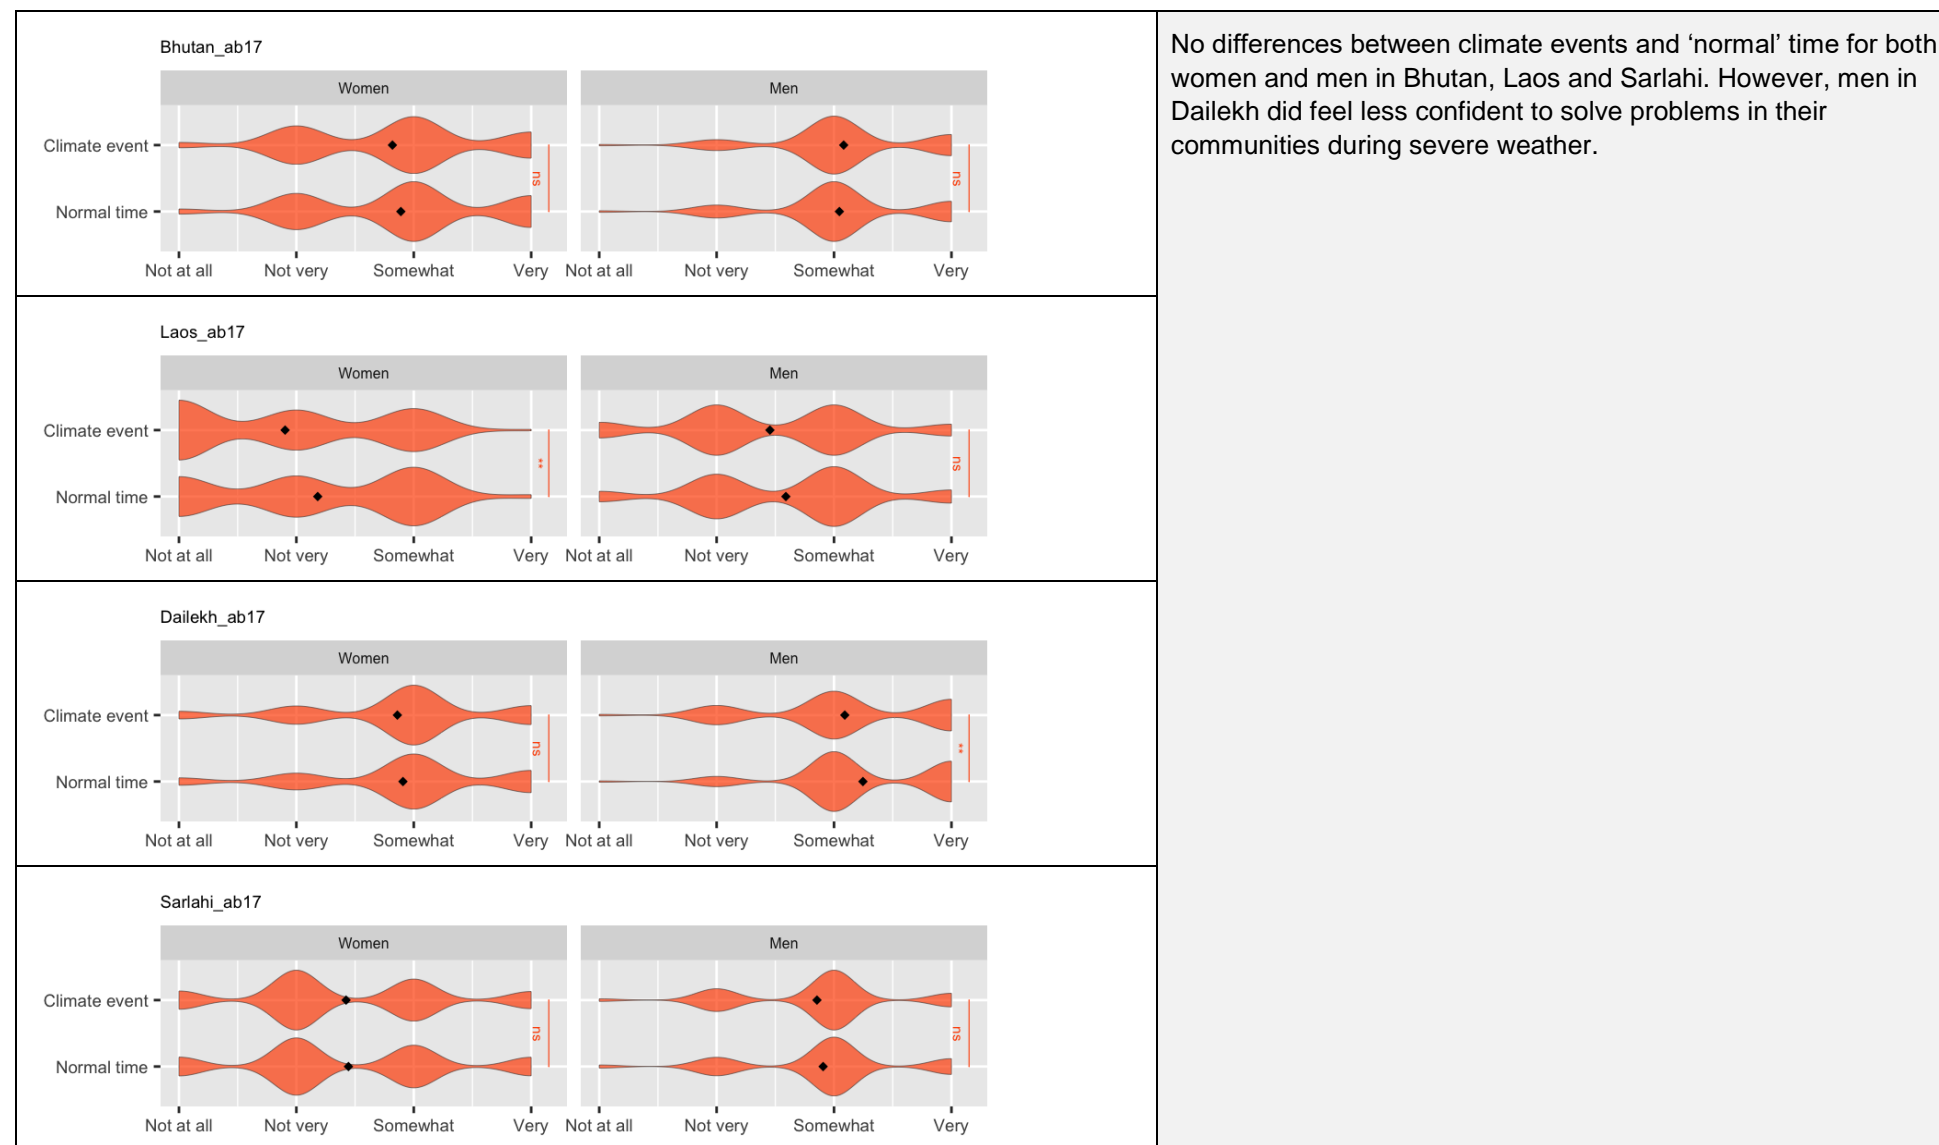 Bhutan_ab17
Women Men
Climate event
ns ns
Normal time
Not at all Not very Somewhat Very Not at all Not very Somewhat Very
Laos_ab17
Women Men
Climate event
** ns
Normal time
Not at all Not very Somewhat Very Not at all Not very Somewhat Very
Dailekh_ab17
Women Men
Climate event
ns **
Normal time
Not at all Not very Somewhat Very Not at all Not very Somewhat Very
Sarlahi_ab17
Women Men
Climate event
ns ns
Normal time
Not at all Not very Somewhat Very Not at all Not very Somewhat Very
No differences between climate events and ‘normal’ time for both
women and men in Bhutan, Laos and Sarlahi. However, men in
Dailekh did feel less confident to solve problems in their
communities during severe weather.